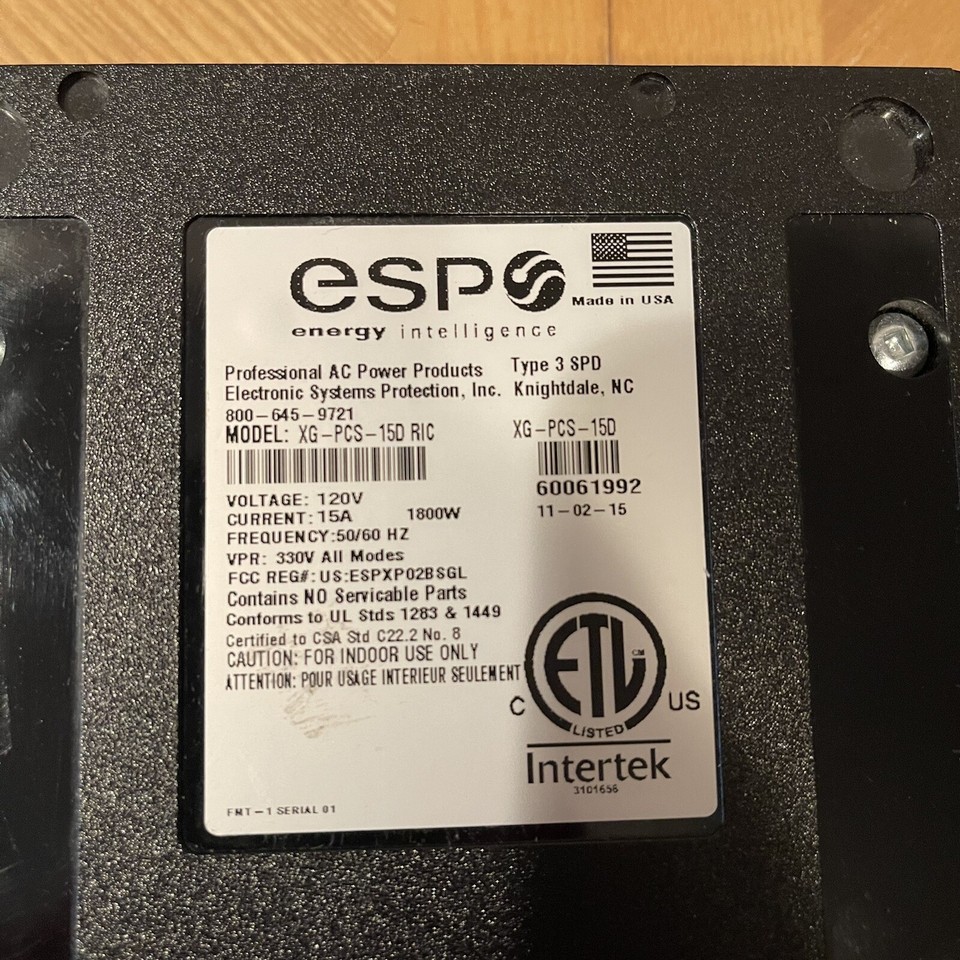 esp
Made in USA
energy intelligence
Professional AC Power Products Type 3 SPD
Electronic Systems Protection, Inc. Knightdale, NC
800-645-9721
MODEL: XG-PCS-15D RIC XG-PCS-15D
60061992
VOLTAGE: 120V
CURRENT: 15A 1800W 11-02-15
FREQUENCY:50/60 HZ
VPR: 330V All Modes
FCC REG#: US:ESPXP02BSGL
Contains NO Servicable Parts
Conforms to UL Stds 1283 & 1449
Certified to CSA Std C22.2 No. 8
CAUTION: FOR INDOOR USE ONLY
ATTENTION: POUR USAGE INTERIEUR SEULEMENT
ETL CM
C US
LISTED
Intertek
3101656
FMT-1 SERIAL 01